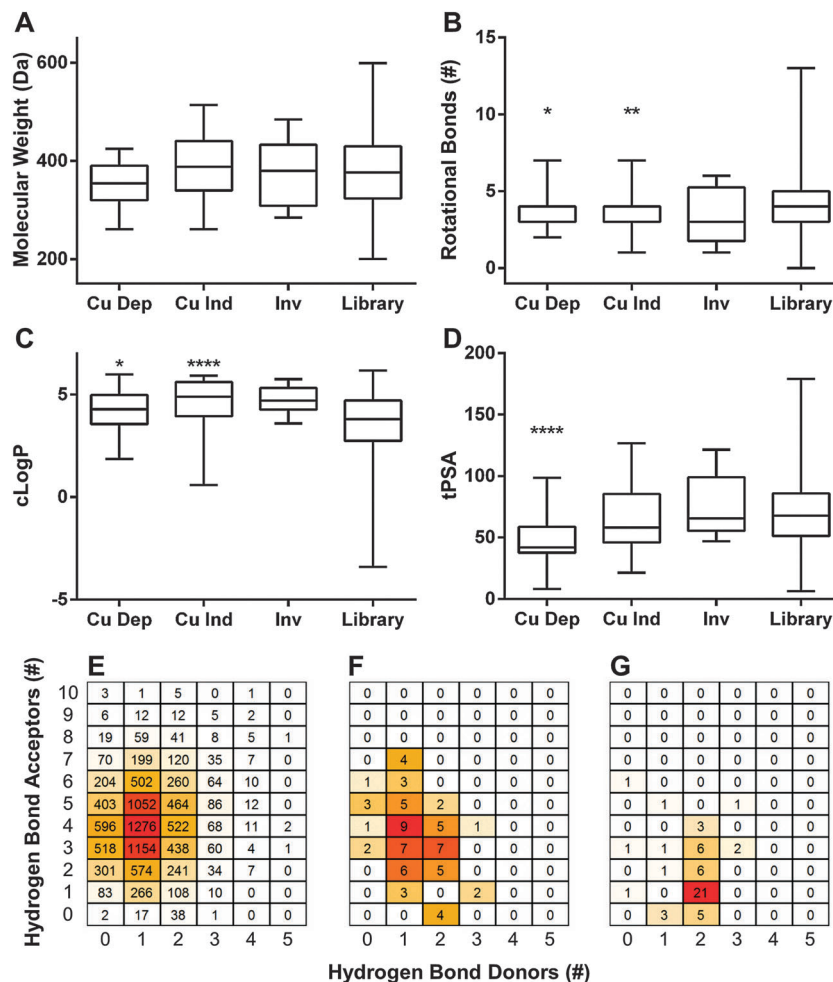 A
B
Molecular Weight (Da)
600
400
200
Cu Dep Cu Ind Inv Library
Rotational Bonds (#)
15
10
5
0
* **
Cu Dep Cu Ind Inv Library
C
D
cLogP
5
0
-5
* ****
Cu Dep Cu Ind Inv Library
tPSA
200
150
100
50
0
****
Cu Dep Cu Ind Inv Library
Hydrogen Bond Acceptors (#)
E
10 3 1 5 0 1 0
9 6 12 12 5 2 0
8 19 59 41 8 5 1
7 70 199 120 35 7 0
6 204 502 260 64 10 0
5 403 1052 464 86 12 0
4 596 1276 522 68 11 2
3 518 1154 438 60 4 1
2 301 574 241 34 7 0
1 83 266 108 10 0 0
0 2 17 38 1 0 0
0 1 2 3 4 5
F
0 0 0 0 0 0
0 0 0 0 0 0
0 0 0 0 0 0
0 4 0 0 0 0
1 3 0 0 0 0
3 5 2 0 0 0
1 9 5 1 0 0
2 7 7 0 0 0
0 6 5 0 0 0
0 3 0 2 0 0
0 0 4 0 0 0
0 1 2 3 4 5
G
0 0 0 0 0 0
0 0 0 0 0 0
0 0 0 0 0 0
0 0 0 0 0 0
1 0 0 0 0 0
0 1 0 1 0 0
0 0 3 0 0 0
1 1 6 2 0 0
0 1 6 0 0 0
1 0 21 0 0 0
0 3 5 0 0 0
0 1 2 3 4 5
Hydrogen Bond Donors (#)